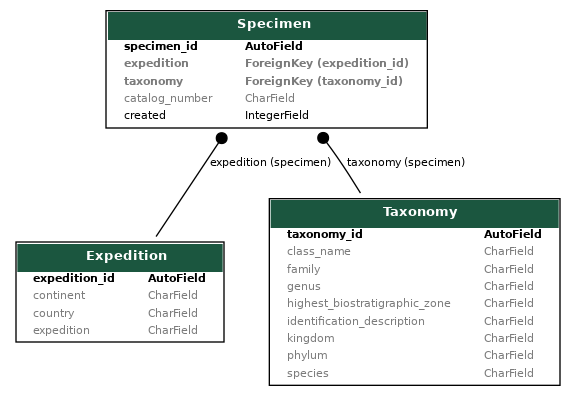 Specimen
specimen_id AutoField
expedition ForeignKey (expedition_id)
taxonomy ForeignKey (taxonomy_id)
catalog_number CharField
created IntegerField
expedition (specimen) taxonomy (specimen)
Taxonomy
taxonomy_id AutoField
class_name CharField
family CharField
genus CharField
highest_biostratigraphic_zone CharField
identification_description CharField
kingdom CharField
phylum CharField
species CharField
Expedition
expedition_id AutoField
continent CharField
country CharField
expedition CharField